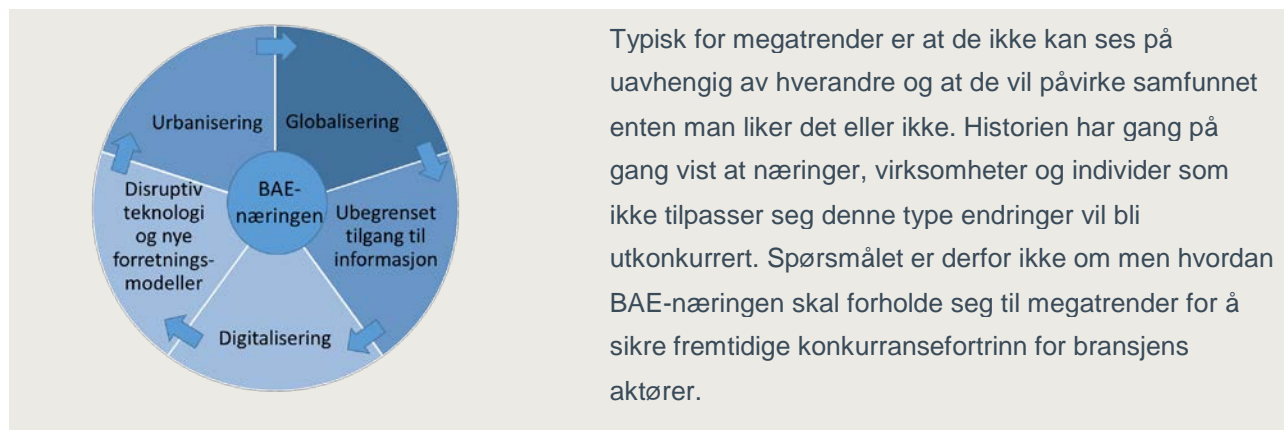 Urbanisering
Globalisering
Disruptiv
teknologi
og nye
forretnings-
modeller
BAE-
næringen
Ubegrenset
tilgang til
informasjon
Digitalisering
Typisk for megatrender er at de ikke kan ses på
uavhengig av hverandre og at de vil påvirke samfunnet
enten man liker det eller ikke. Historien har gang på
gang vist at næringer, virksomheter og individer som
ikke tilpasser seg denne type endringer vil bli
utkonkurrert. Spørsmålet er derfor ikke om men hvordan
BAE-næringen skal forholde seg til megatrender for å
sikre fremtidige konkurransefortrinn for bransjens
aktører.